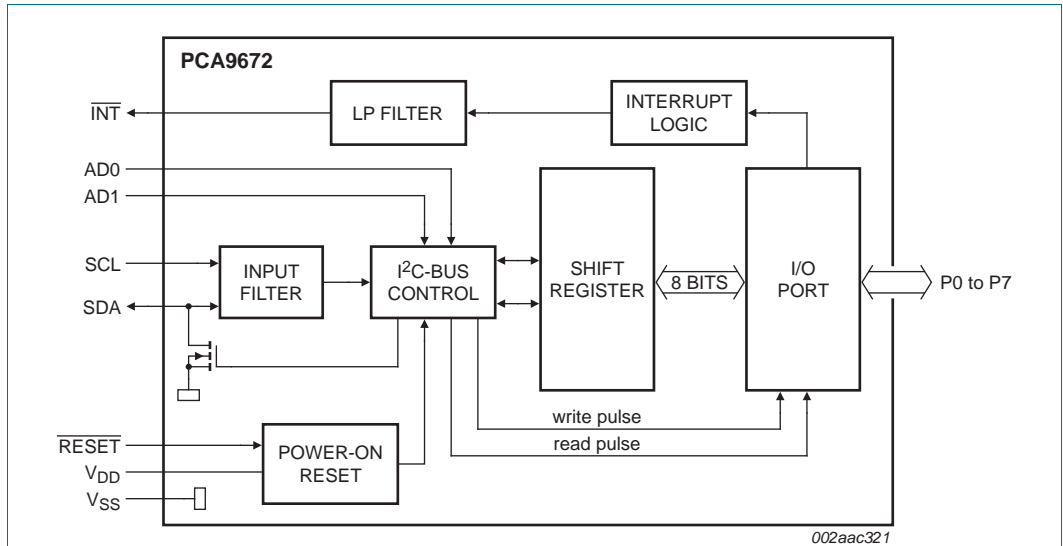 PCA9672
INT
LP FILTER
INTERRUPT
LOGIC
AD0
AD1
SCL
SDA
INPUT
FILTER
I²C-BUS
CONTROL
SHIFT
REGISTER
8 BITS
I/O
PORT
P0 to P7
write pulse
read pulse
RESET
VDD
VSS
POWER-ON
RESET
002aac321